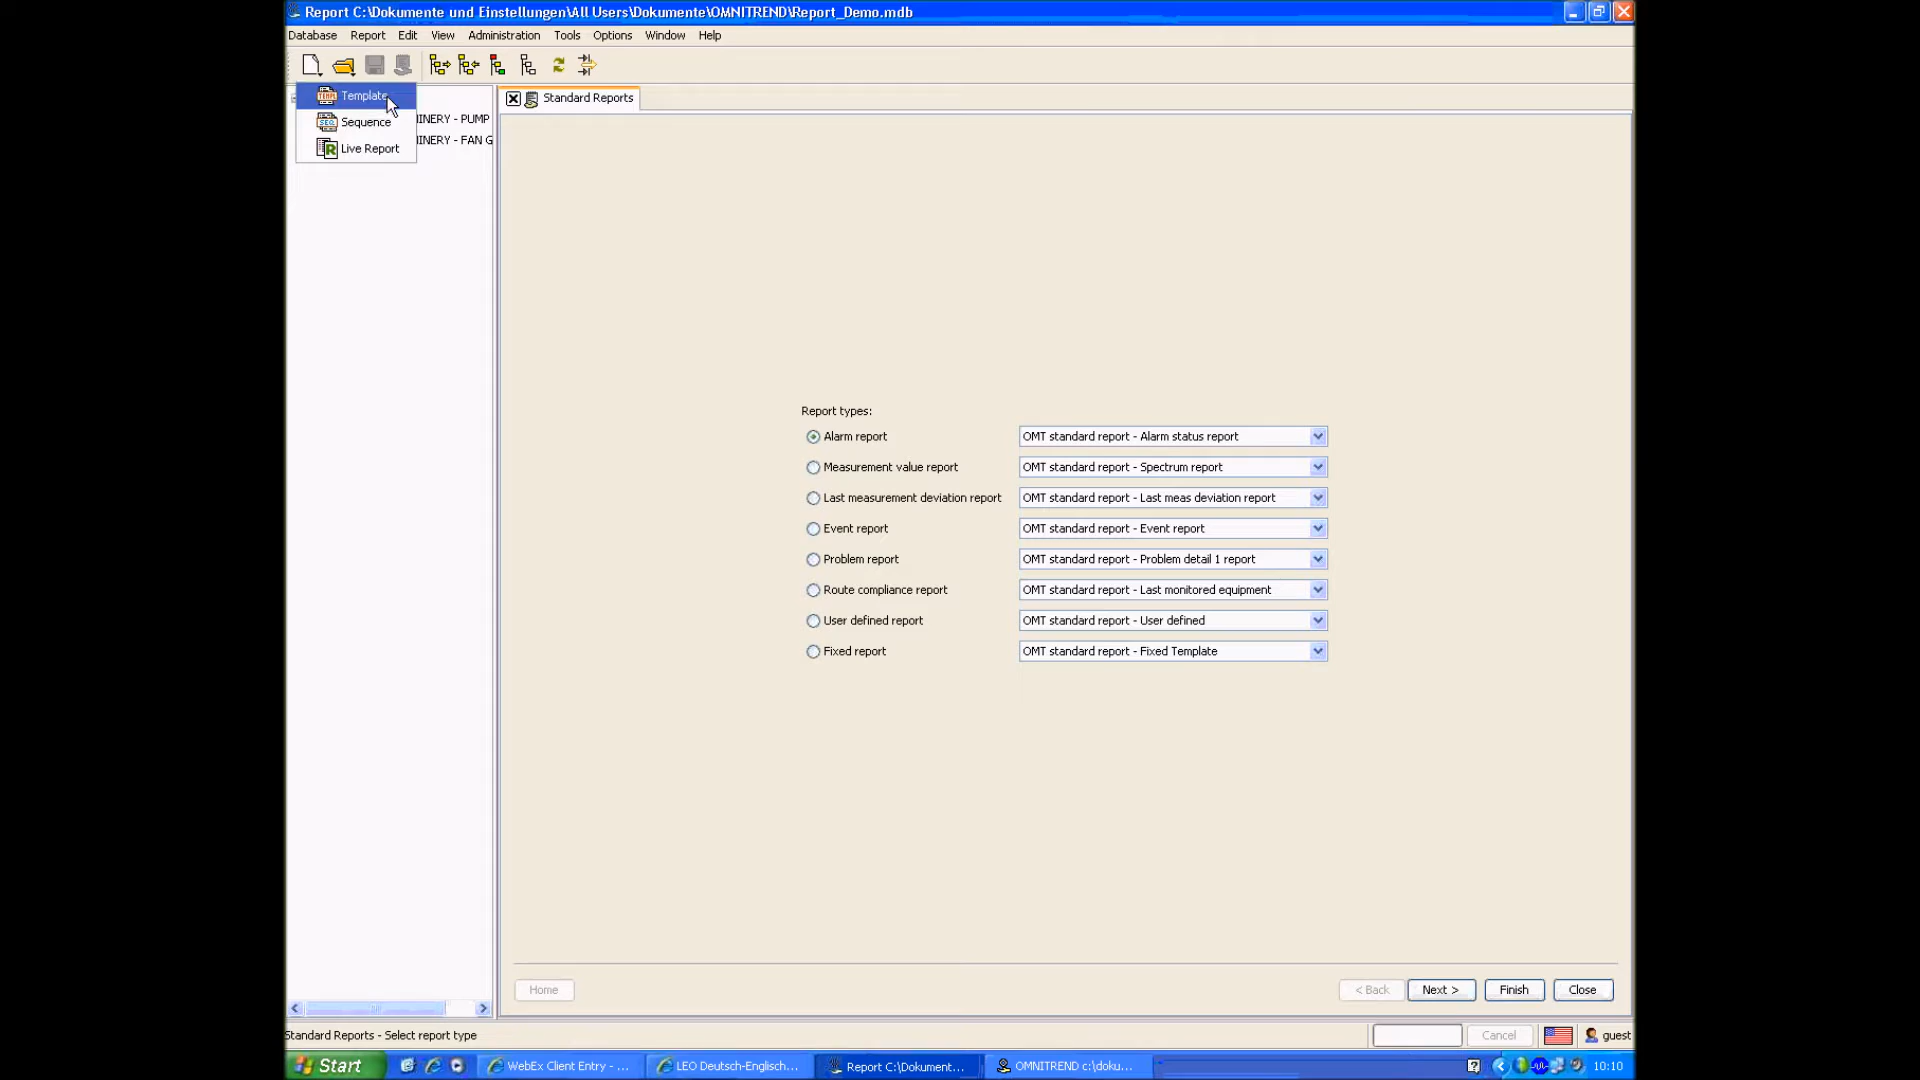 Report C:\Dokumente und Einstellungen\All Users\Dokumente\OMNITREND\Report_Demo.mdb
Database Report Edit View Administration Tools Options Window Help
Template
Sequence
Live Report
INERY - PUMP
INERY - FAN G
Standard Reports
Report types:
Alarm report OMT standard report - Alarm status report
Measurement value report OMT standard report - Spectrum report
Last measurement deviation report OMT standard report - Last meas deviation report
Event report OMT standard report - Event report
Problem report OMT standard report - Problem detail 1 report
Route compliance report OMT standard report - Last monitored equipment
User defined report OMT standard report - User defined
Fixed report OMT standard report - Fixed Template
Home < Back Next > Finish Close
Standard Reports - Select report type Cancel guest
Start WebEx Client Entry - ... LEO Deutsch-Englisch... Report C:\Dokument... OMNITREND c:\doku... 10:10